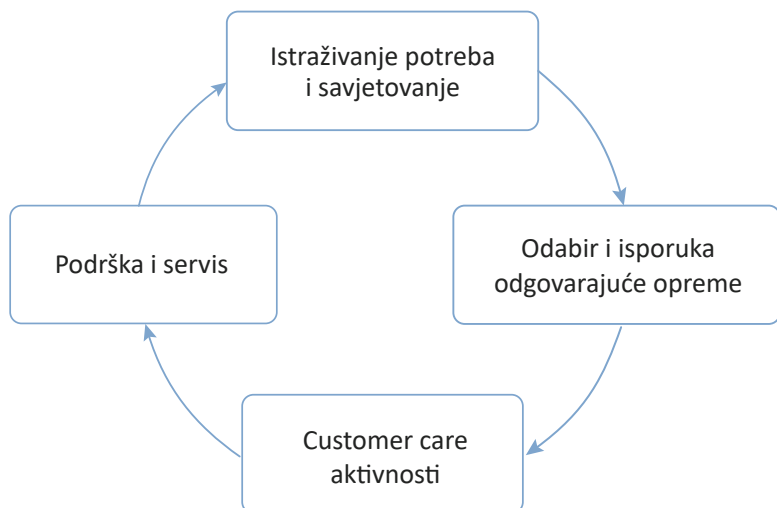 Istraživanje potreba
i savjetovanje
Odabir i isporuka
odgovarajuće opreme
Customer care
aktivnosti
Podrška i servis